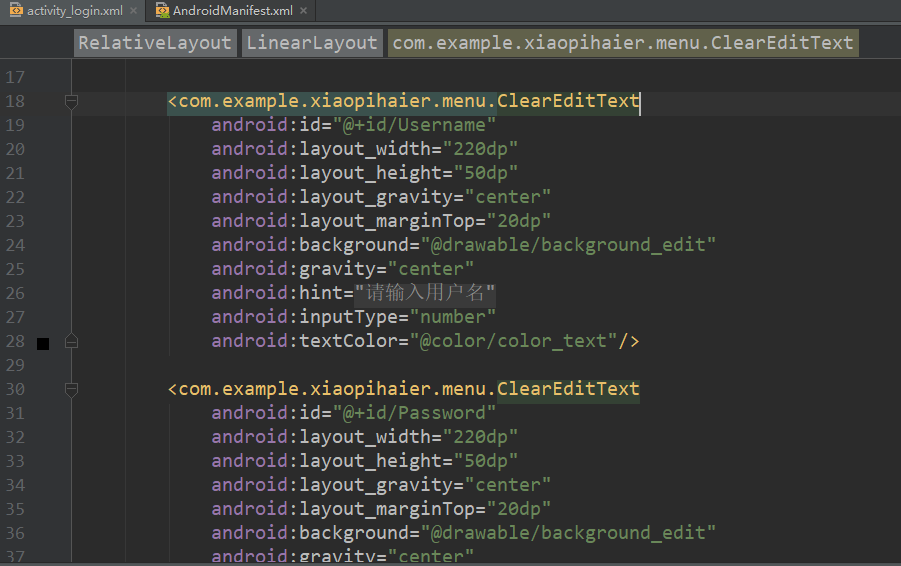 activity_login.xml × AndroidManifest.xml ×
RelativeLayout LinearLayout com.example.xiaopihaier.menu.ClearEditText
17
18 <com.example.xiaopihaier.menu.ClearEditText
19 android:id="@+id/Username"
20 android:layout_width="220dp"
21 android:layout_height="50dp"
22 android:layout_gravity="center"
23 android:layout_marginTop="20dp"
24 android:background="@drawable/background_edit"
25 android:gravity="center"
26 android:hint="请输入用户名"
27 android:inputType="number"
28 android:textColor="@color/color_text"/>
29
30 <com.example.xiaopihaier.menu.ClearEditText
31 android:id="@+id/Password"
32 android:layout_width="220dp"
33 android:layout_height="50dp"
34 android:layout_gravity="center"
35 android:layout_marginTop="20dp"
36 android:background="@drawable/background_edit"
37 android:gravity="center"